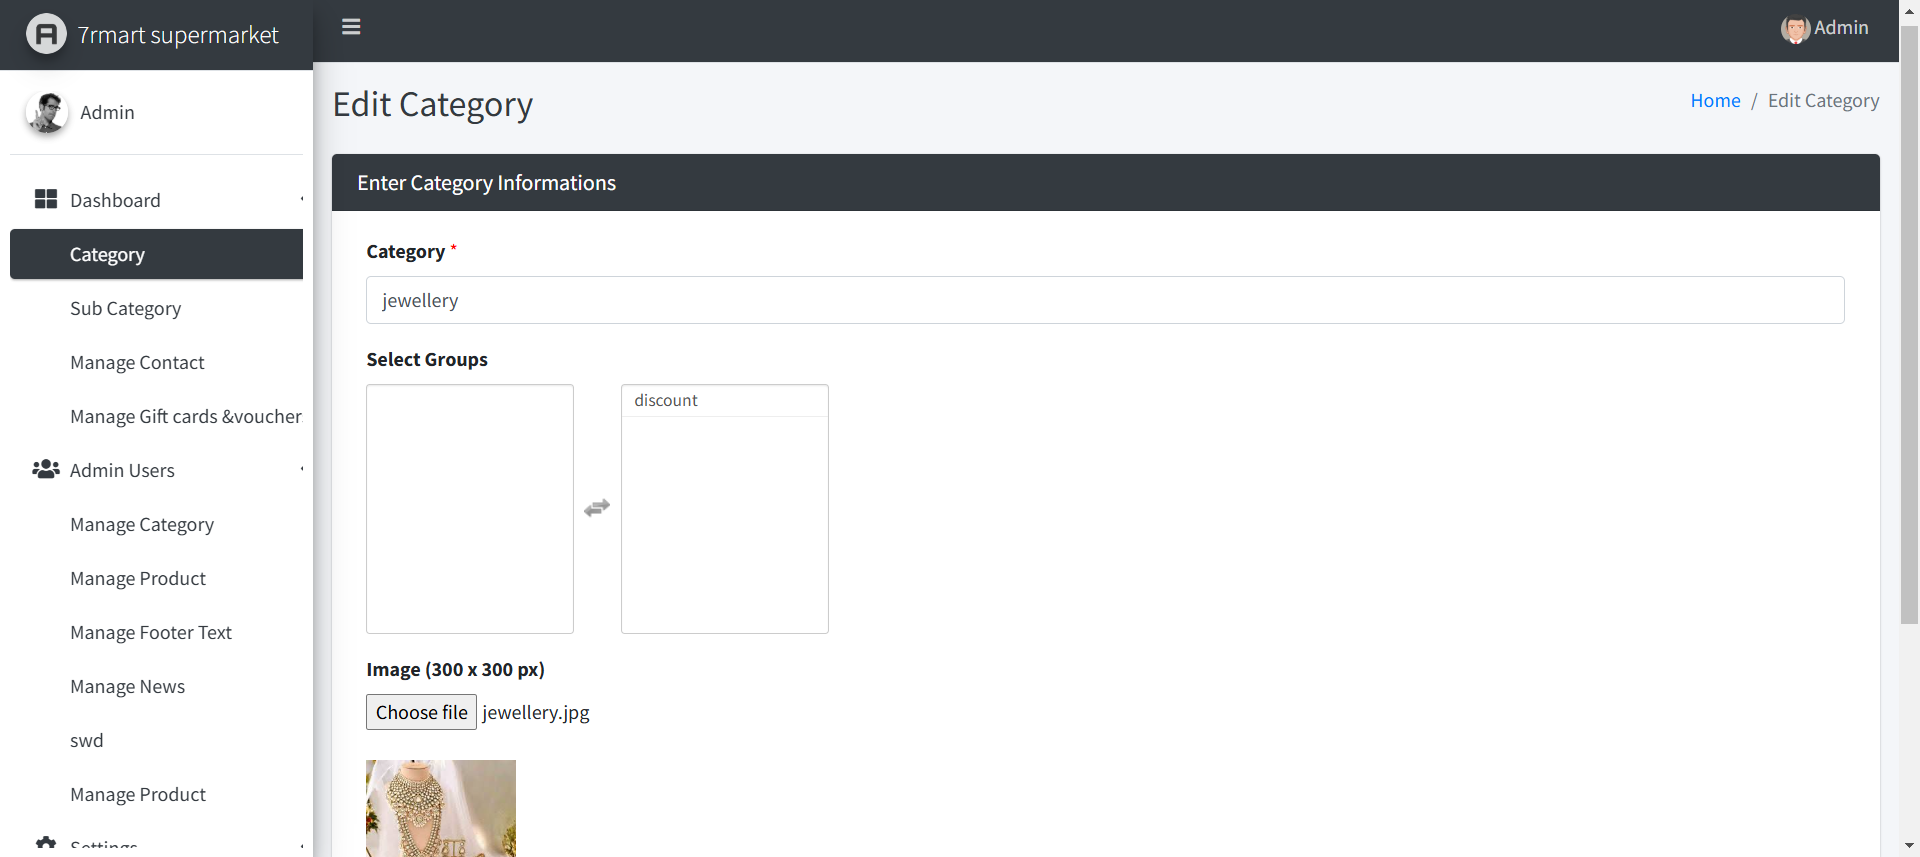 7rmart supermarket
Admin
Admin
Edit Category
Home / Edit Category
Dashboard
Category
Sub Category
Manage Contact
Manage Gift cards &voucher
Admin Users
Manage Category
Manage Product
Manage Footer Text
Manage News
swd
Manage Product
Settings
Enter Category Informations
Category *
jewellery
Select Groups
discount
Image (300 x 300 px)
Choose file jewellery.jpg